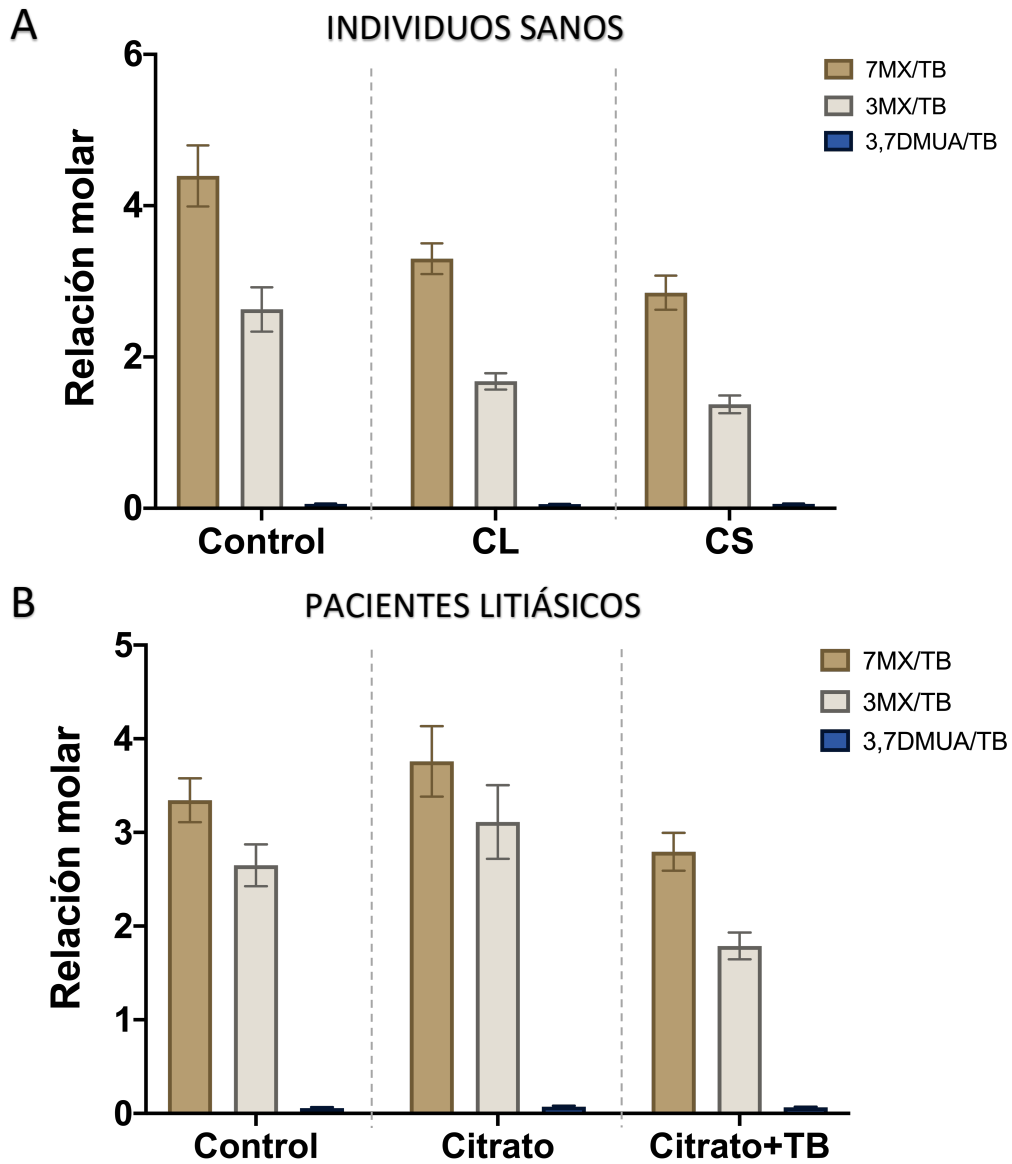 A
INDIVIDUOS SANOS
7MX/TB
3MX/TB
3,7DMUA/TB
Relación molar
6
4
2
0
Control
CL
CS
B
PACIENTES LITIÁSICOS
7MX/TB
3MX/TB
3,7DMUA/TB
Relación molar
5
4
3
2
1
0
Control
Citrato
Citrato+TB